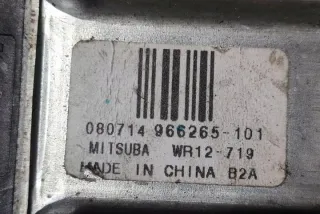 080714 966265-101
MITSUBA WR12-719
MADE IN CHINA B2A